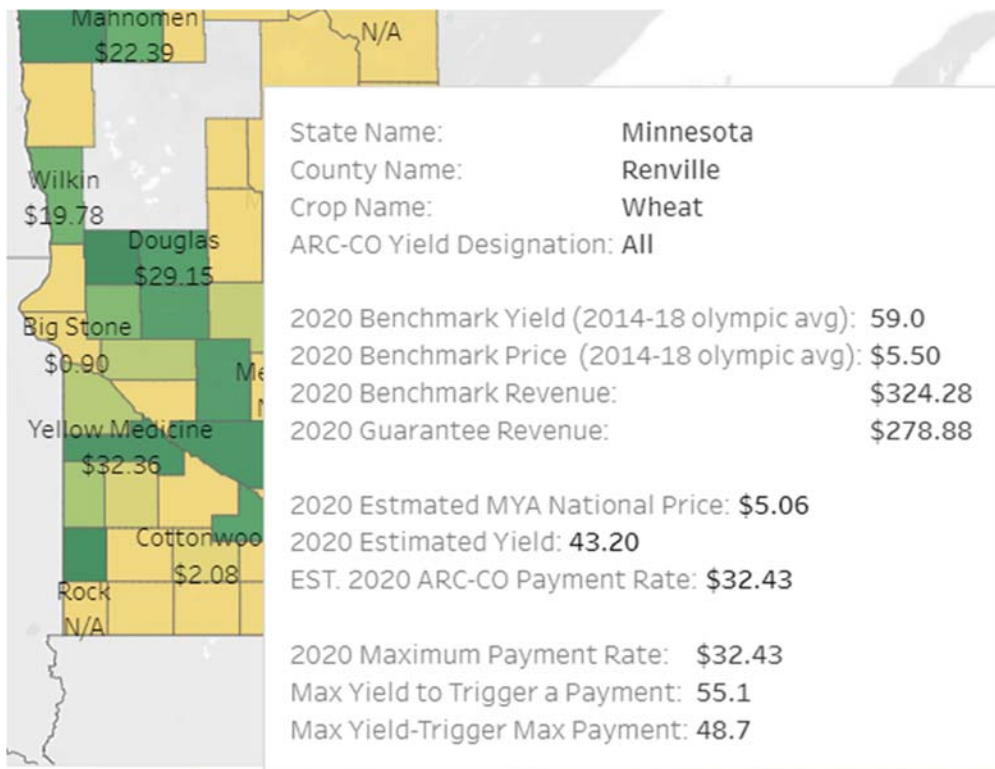 Mahnomen
$22.39
N/A
Wilkin
$19.78
Douglas
$29.15
Big Stone
$0.90
Yellow Medicine
$32.36
Cottonwoo
$2.08
Rock
N/A
State Name: Minnesota
County Name: Renville
Crop Name: Wheat
ARC-CO Yield Designation: All
2020 Benchmark Yield (2014-18 olympic avg): 59.0
2020 Benchmark Price (2014-18 olympic avg): $5.50
2020 Benchmark Revenue: $324.28
2020 Guarantee Revenue: $278.88
2020 Estmated MYA National Price: $5.06
2020 Estimated Yield: 43.20
EST. 2020 ARC-CO Payment Rate: $32.43
2020 Maximum Payment Rate: $32.43
Max Yield to Trigger a Payment: 55.1
Max Yield-Trigger Max Payment: 48.7